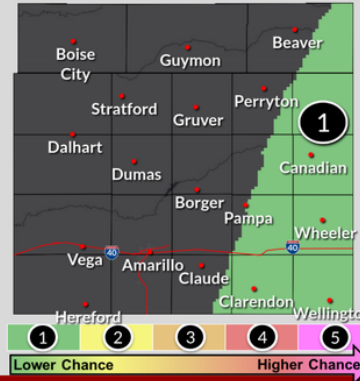 Boise
City
Guymon
Beaver
Stratford
Gruver
Perryton
1
Dalhart
Dumas
Canadian
Borger
Pampa
Wheeler
Vega
40
Amarillo
40
Claude
Clarendon
Hereford
Wellingto
1 2 3 4 5
Lower Chance Higher Chance